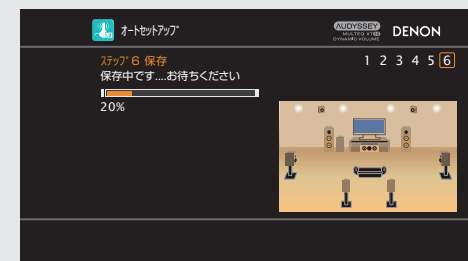 オートセットアップ
AUDYSSEY
MULTEQ XT
DYNAMIC VOLUME
DENON
ステップ6 保存
1 2 3 4 5 6
保存中です....お待ちください
20%